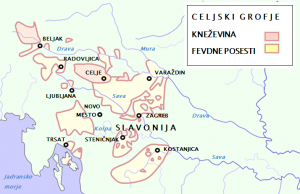 CELJSKI GROFJE
KNEŽEVINA
FEVDNE POSESTI
BELJAK
Drava
Mura
RADOVLJICA
CELJE
VARAŽDIN
Drava
LJUBLJANA
Sava
NOVO
MESTO
ZAGREB
Kolpa
SLAVONIJA
TRSAT
STENIČNJAK
Sava
KOSTANJICA
Jadransko
morje